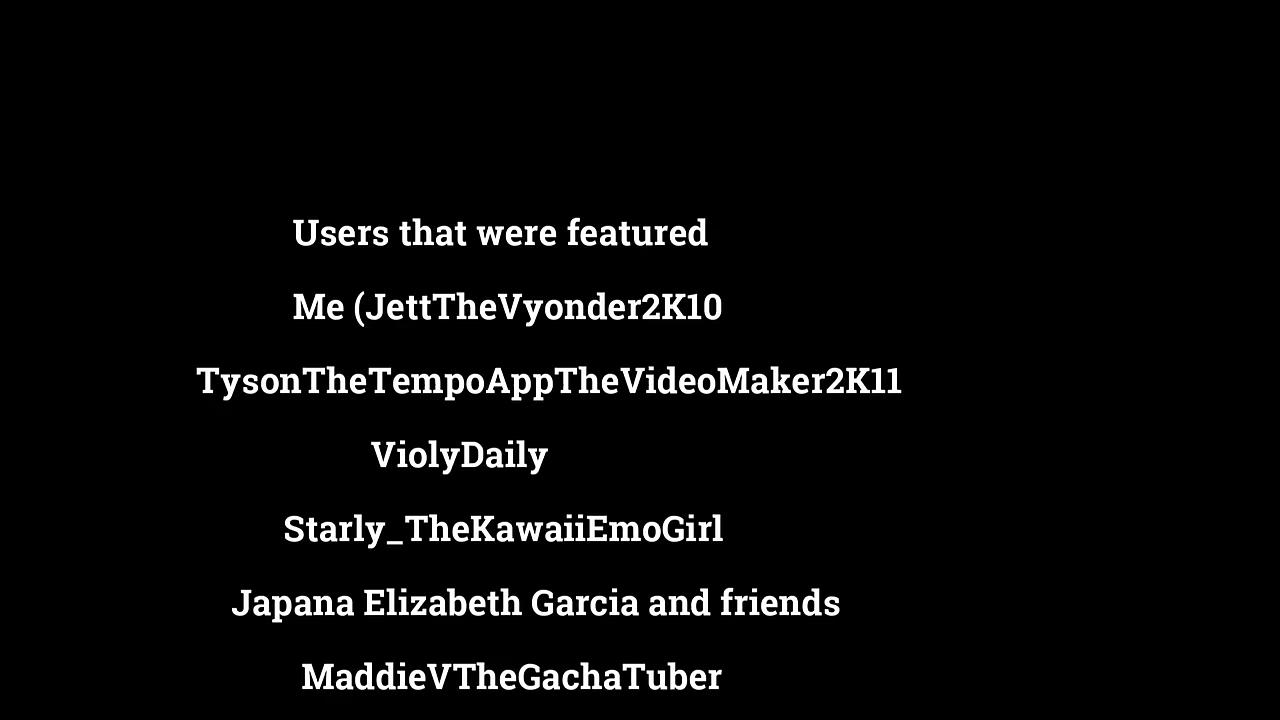 Users that were featured
Me (JettTheVyonder2K10
TysonTheTempoAppTheVideoMaker2K11
ViolyDaily
Starly_TheKawaiiEmoGirl
Japana Elizabeth Garcia and friends
MaddieVTheGachaTuber